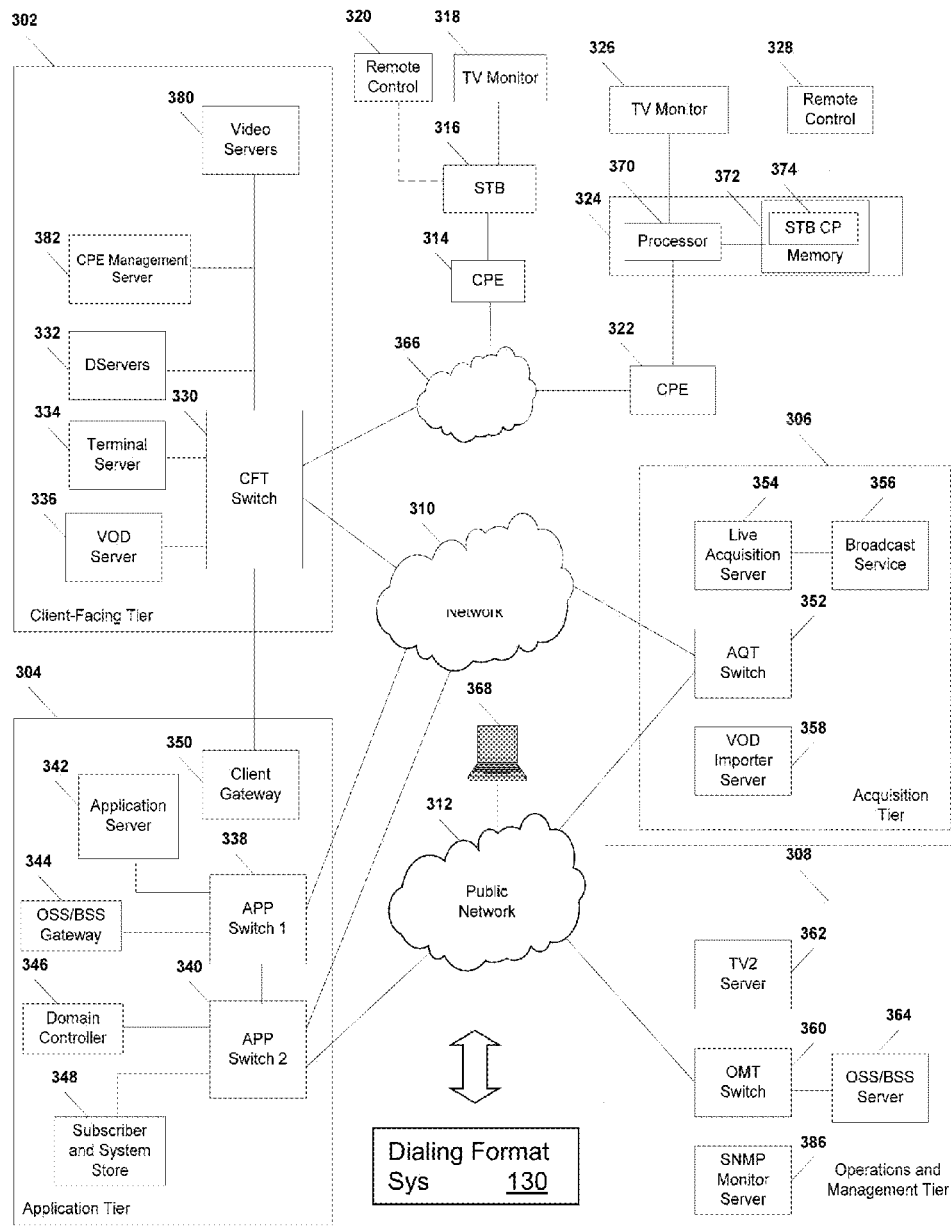 302
320
318
326
328
Remote
Control
TV Monitor
TV Monitor
Remote
Control
380
Video
Servers
316
STB
370
372
374
324
Processor
STB CP
Memory
382
CPE Management
Server
314
CPE
332
DServers
366
322
CPE
330
334
Terminal
Server
CFT
Switch
306
336
VOD
Server
310
354
356
Live
Acquisition
Server
Broadcast
Service
Client-Facing Tier
Network
352
AQT
Switch
304
368
350
Client
Gateway
342
Application
Server
358
VOD
Importer
Server
Acquisition
Tier
312
338
344
OSS/BSS
Gateway
APP
Switch 1
Public
Network
308
362
TV2
Server
346
340
Domain
Controller
APP
Switch 2
360
364
OMT
Switch
OSS/BSS
Server
348
Subscriber
and System
Store
Dialing Format
Sys 130
386
SNMP
Monitor
Server
Operations and
Management Tier
Application Tier